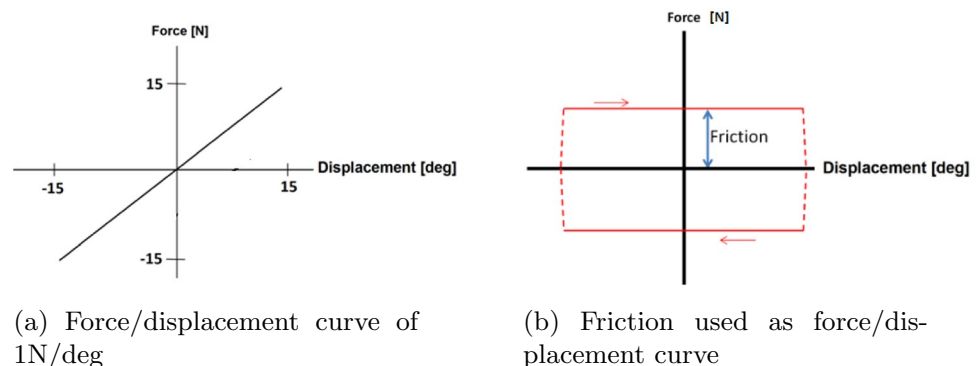 Force [N]
15
Displacement [deg]
-15
15
-15
(a) Force/displacement curve of
1N/deg
Force [N]
Friction
Displacement [deg]
(b) Friction used as force/dis-
placement curve